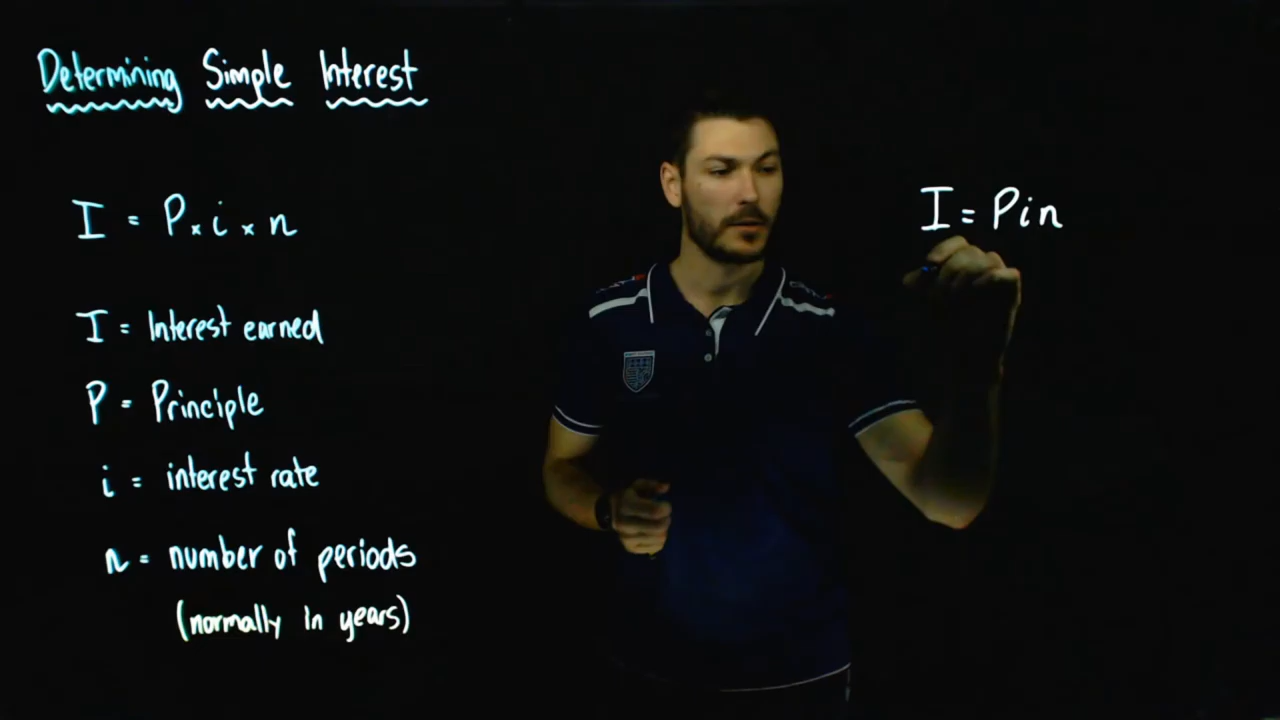 Determining Simple Interest
I = P × i × n
I = Interest earned
P = Principle
i = interest rate
n = number of periods
(normally in years)
I = Pin